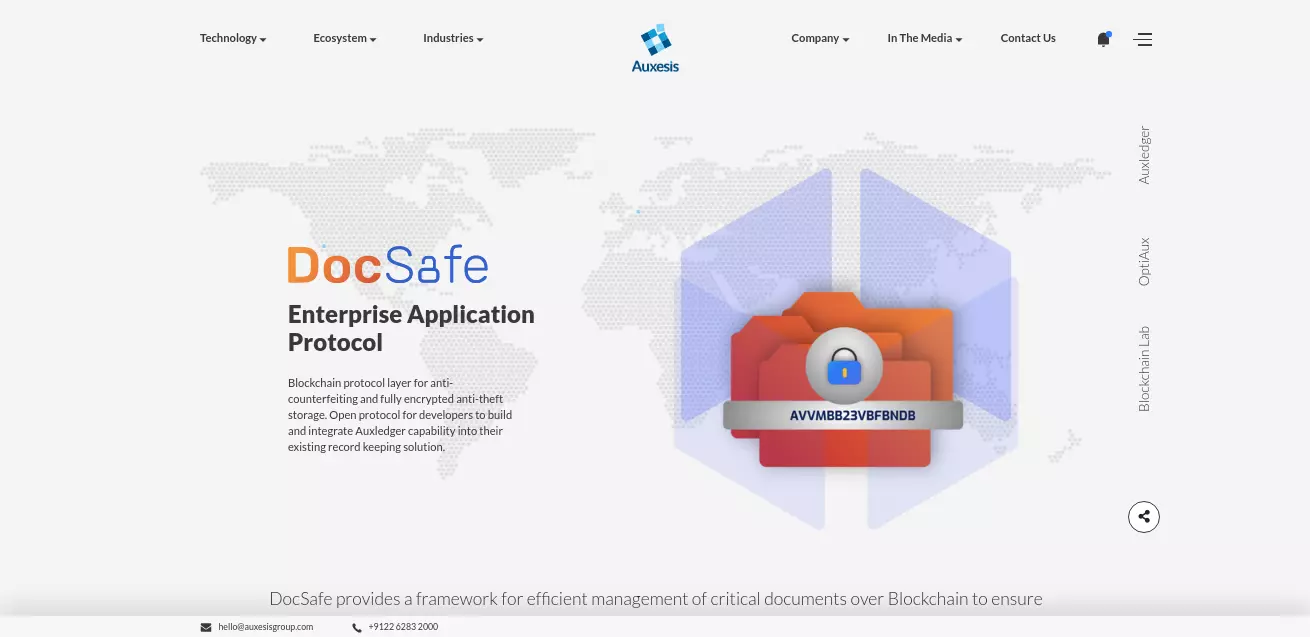 Technology
Ecosystem
Industries
Auxesis
Company
In The Media
Contact Us
Auxledger
OptiAux
Blockchain Lab
DocSafe
Enterprise Application
Protocol
Blockchain protocol layer for anti-
counterfeiting and fully encrypted anti-theft
storage. Open protocol for developers to build
and integrate Auxledger capability into their
existing record keeping solution.
AVVMBB23VBFBNDB
DocSafe provides a framework for efficient management of critical documents over Blockchain to ensure
hello@auxesisgroup.com
+9122 6283 2000